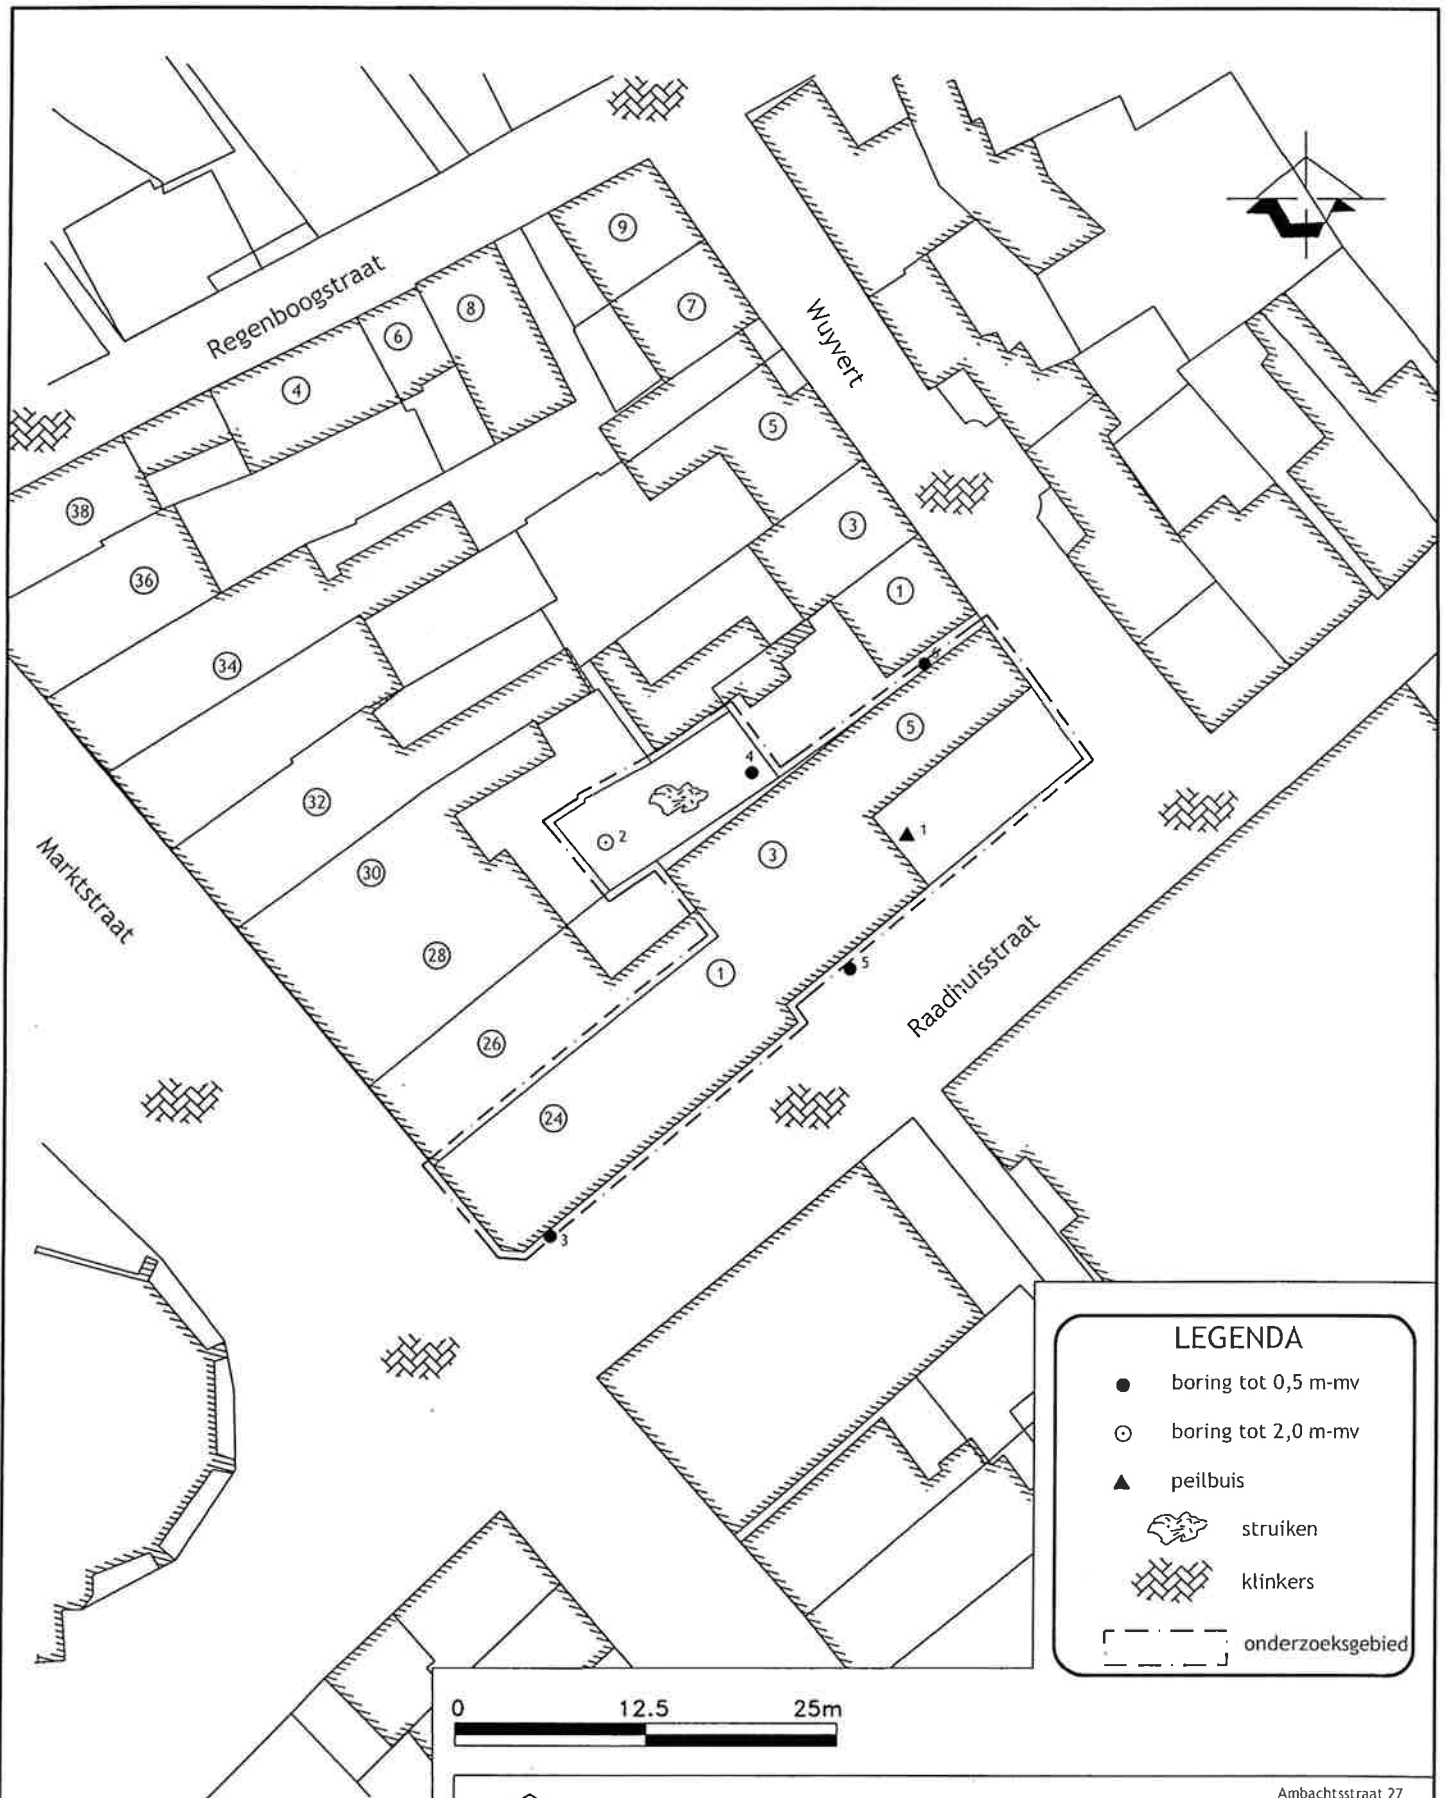 9
7
8
6
4
Regenboogstraat
Wuyvert
5
3
1
38
36
34
32
30
28
26
24
5
3
1
4
2
1
5
3
Marktstraat
Raadhuisstraat
LEGENDA
boring tot 0,5 m-mv
boring tot 2,0 m-mv
peilbuis
struiken
klinkers
onderzoeksgebied
0 12.5 25m
Ambachtsstraat 27